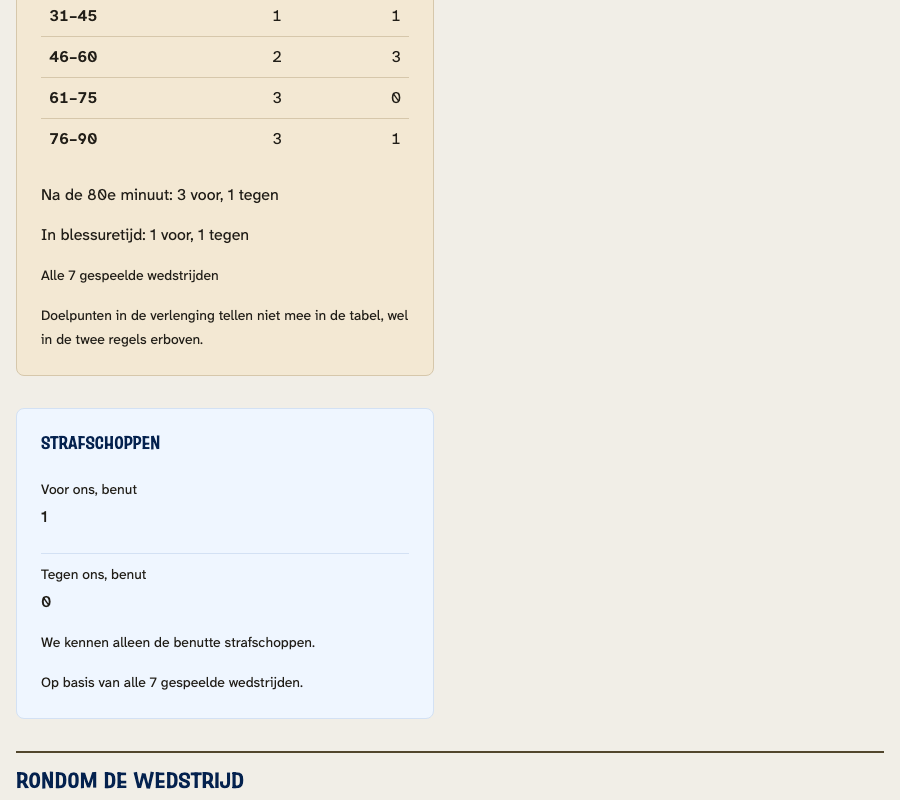 31–45 1 1
46–60 2 3
61–75 3 0
76–90 3 1
Na de 80e minuut: 3 voor, 1 tegen
In blessuretijd: 1 voor, 1 tegen
Alle 7 gespeelde wedstrijden
Doelpunten in de verlenging tellen niet mee in de tabel, wel
in de twee regels erboven.
STRAFSCHOPPEN
Voor ons, benut
1
Tegen ons, benut
0
We kennen alleen de benutte strafschoppen.
Op basis van alle 7 gespeelde wedstrijden.
RONDOM DE WEDSTRIJD